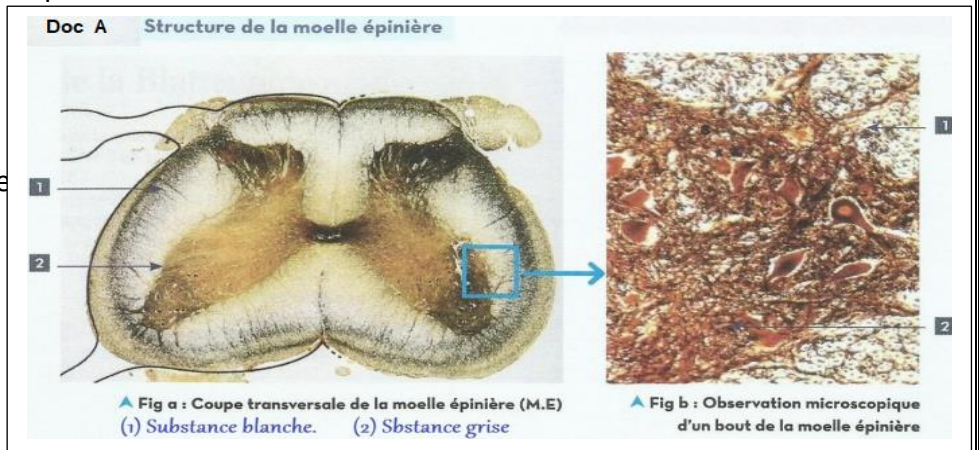 Doc A Structure de la moelle épinière
e
1
2
1
2
Fig a : Coupe transversale de la moelle épinière (M.E)
(1) Substance blanche. (2) Sbstance grise
Fig b : Observation microscopique
d'un bout de la moelle épinière